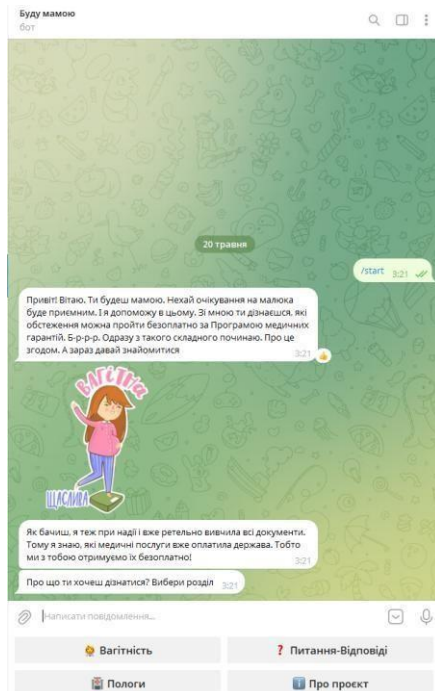 Буду мамою
бот
20 травня
/start 3:21
Привіт! Вітаю. Ти будеш мамою. Нехай очікування на малюка
буде приємним. І я допоможу в цьому. Зі мною ти дізнаєшся, які
обстеження можна пройти безоплатно за Програмою медичних
гарантій. Б-р-р-р. Одразу з такого складного починаю. Про це
згодом. А зараз давай знайомитися
3:21
ВАГІТНА
ЩАСЛИВА
Як бачиш, я теж при надії і вже ретельно вивчила всі документи.
Тому я знаю, які медичні послуги вже оплатила держава. Тобто
ми з тобою отримуємо їх безоплатно!
3:21
Про що ти хочеш дізнатися? Вибери розділ 3:21
Написати повідомлення...
Вагітність
? Питання-Відповіді
Пологи
Про проєкт